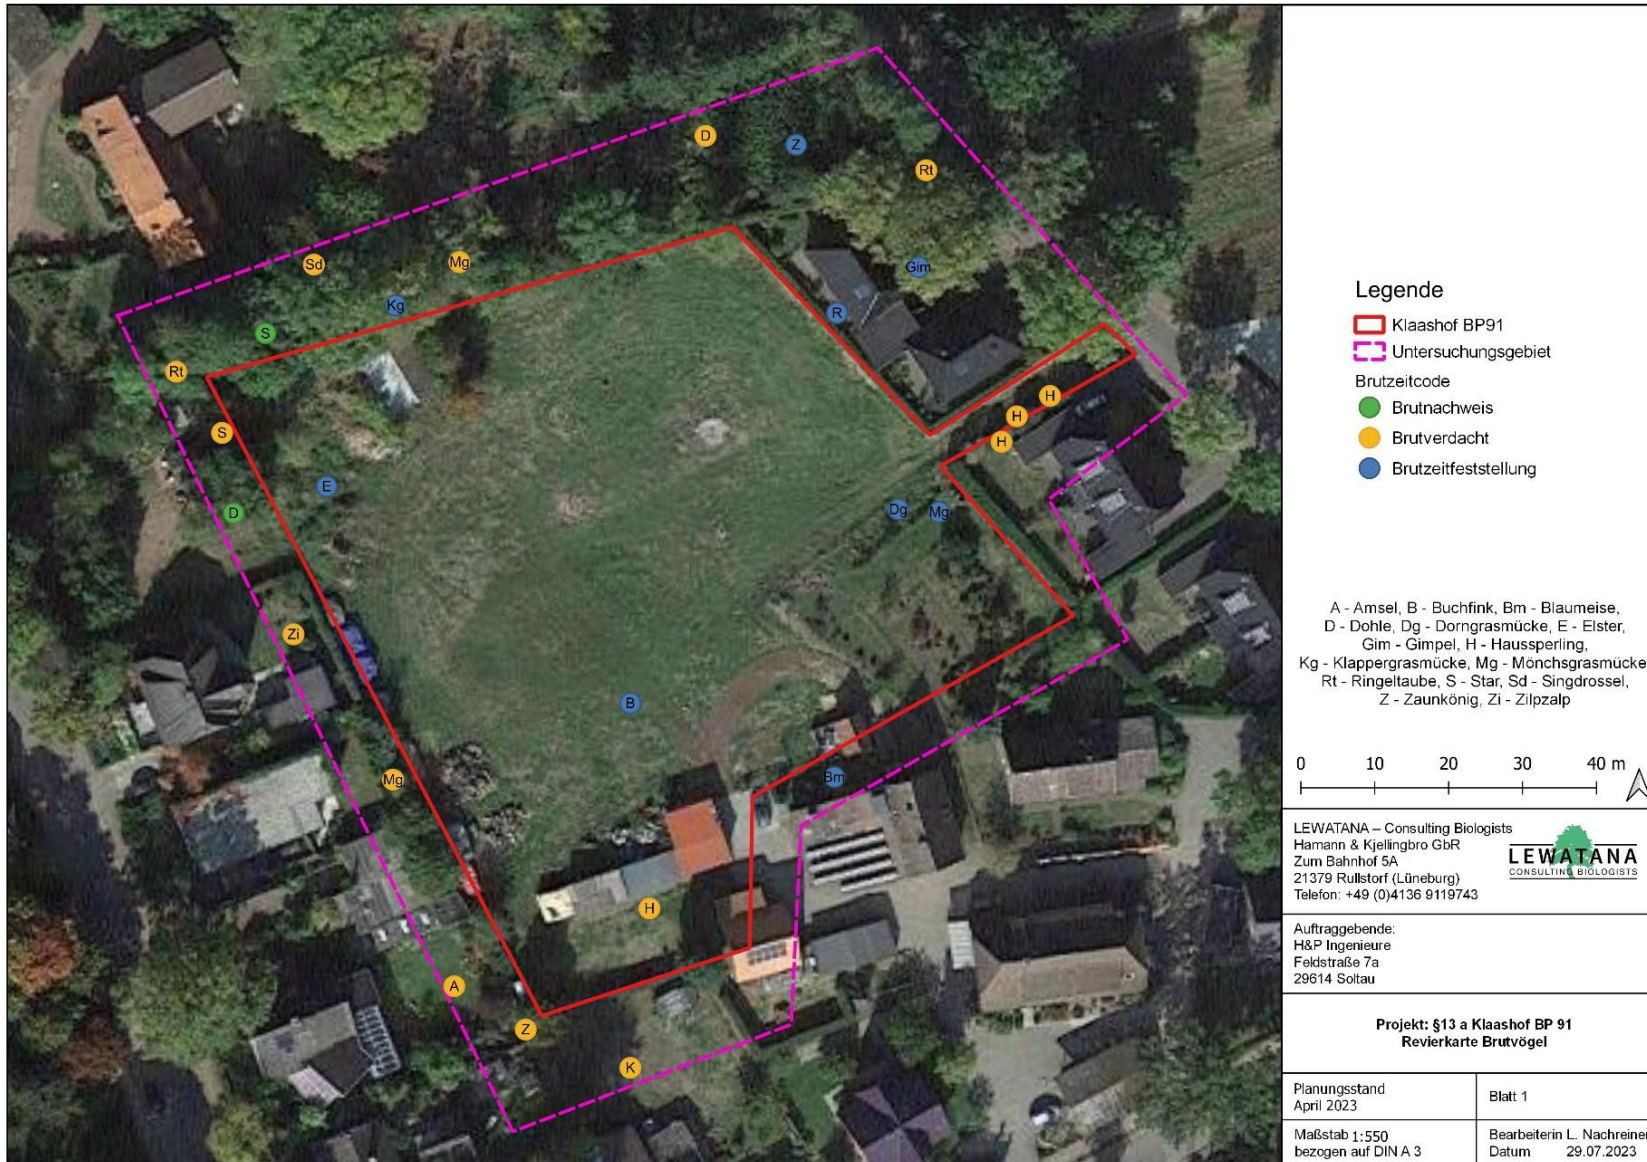 D
Z
Rt
Sd
Mg
Gim
Kg
R
S
Rt
H
H
S
H
E
Dg
Mg
D
Zi
B
Bm
Mg
H
A
Z
K
Legende
Klaashof BP91
Untersuchungsgebiet
Brutzeitcode
Brutnachweis
Brutverdacht
Brutzeitfeststellung
A - Amsel, B - Buchfink, Bm - Blaumeise,
D - Dohle, Dg - Dorngrasmücke, E - Elster,
Gim - Gimpel, H - Haussperling,
Kg - Klappergrasmücke, Mg - Mönchsgrasmücke
Rt - Ringeltaube, S - Star, Sd - Singdrossel,
Z - Zaunkönig, Zi - Zilpzalp
0 10 20 30 40 m
LEWATANA – Consulting Biologists
Hamann & Kjellingbro GbR
Zum Bahnhof 5A
21379 Rullstorf (Lüneburg)
Telefon: +49 (0)4136 9119743
LEWATANA
CONSULTING BIOLOGISTS
Auftraggebende:
H&P Ingenieure
Feldstraße 7a
29614 Soltau
Projekt: §13 a Klaashof BP 91
Revierkarte Brutvögel
Planungsstand
April 2023
Blatt 1
Maßstab 1:550
bezogen auf DIN A 3
Bearbeiterin L. Nachreiner
Datum 29.07.2023